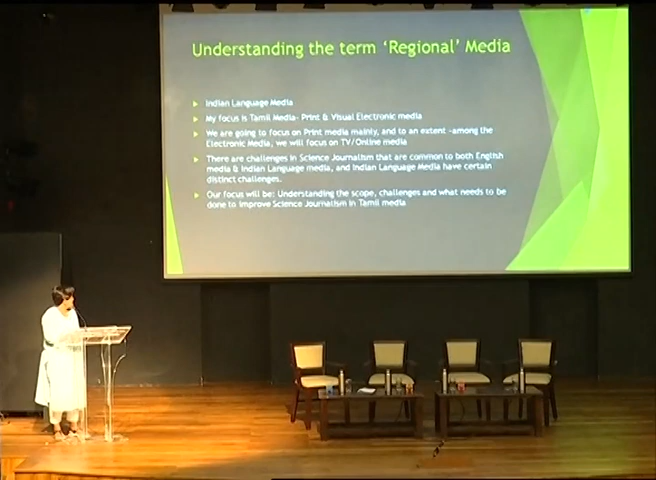 Understanding the term ‘Regional’ Media
Indian Language Media
My focus is Tamil Media- Print & Visual Electronic media
We are going to focus on Print media mainly, and to an extent -among the
Electronic Media, we will focus on TV/Online media
There are challenges in Science Journalism that are common to both English
media & Indian Language media, and Indian Language Media have certain
distinct challenges.
Our focus will be: Understanding the scope, challenges and what needs to be
done to improve Science Journalism in Tamil media